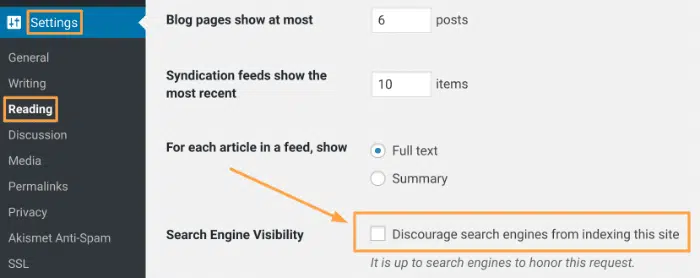 Settings
General
Writing
Reading
Discussion
Media
Permalinks
Privacy
Akismet Anti-Spam
SSL
Blog pages show at most 6 posts
Syndication feeds show the
most recent 10 items
For each article in a feed, show Full text
Summary
Search Engine Visibility Discourage search engines from indexing this site
It is up to search engines to honor this request.